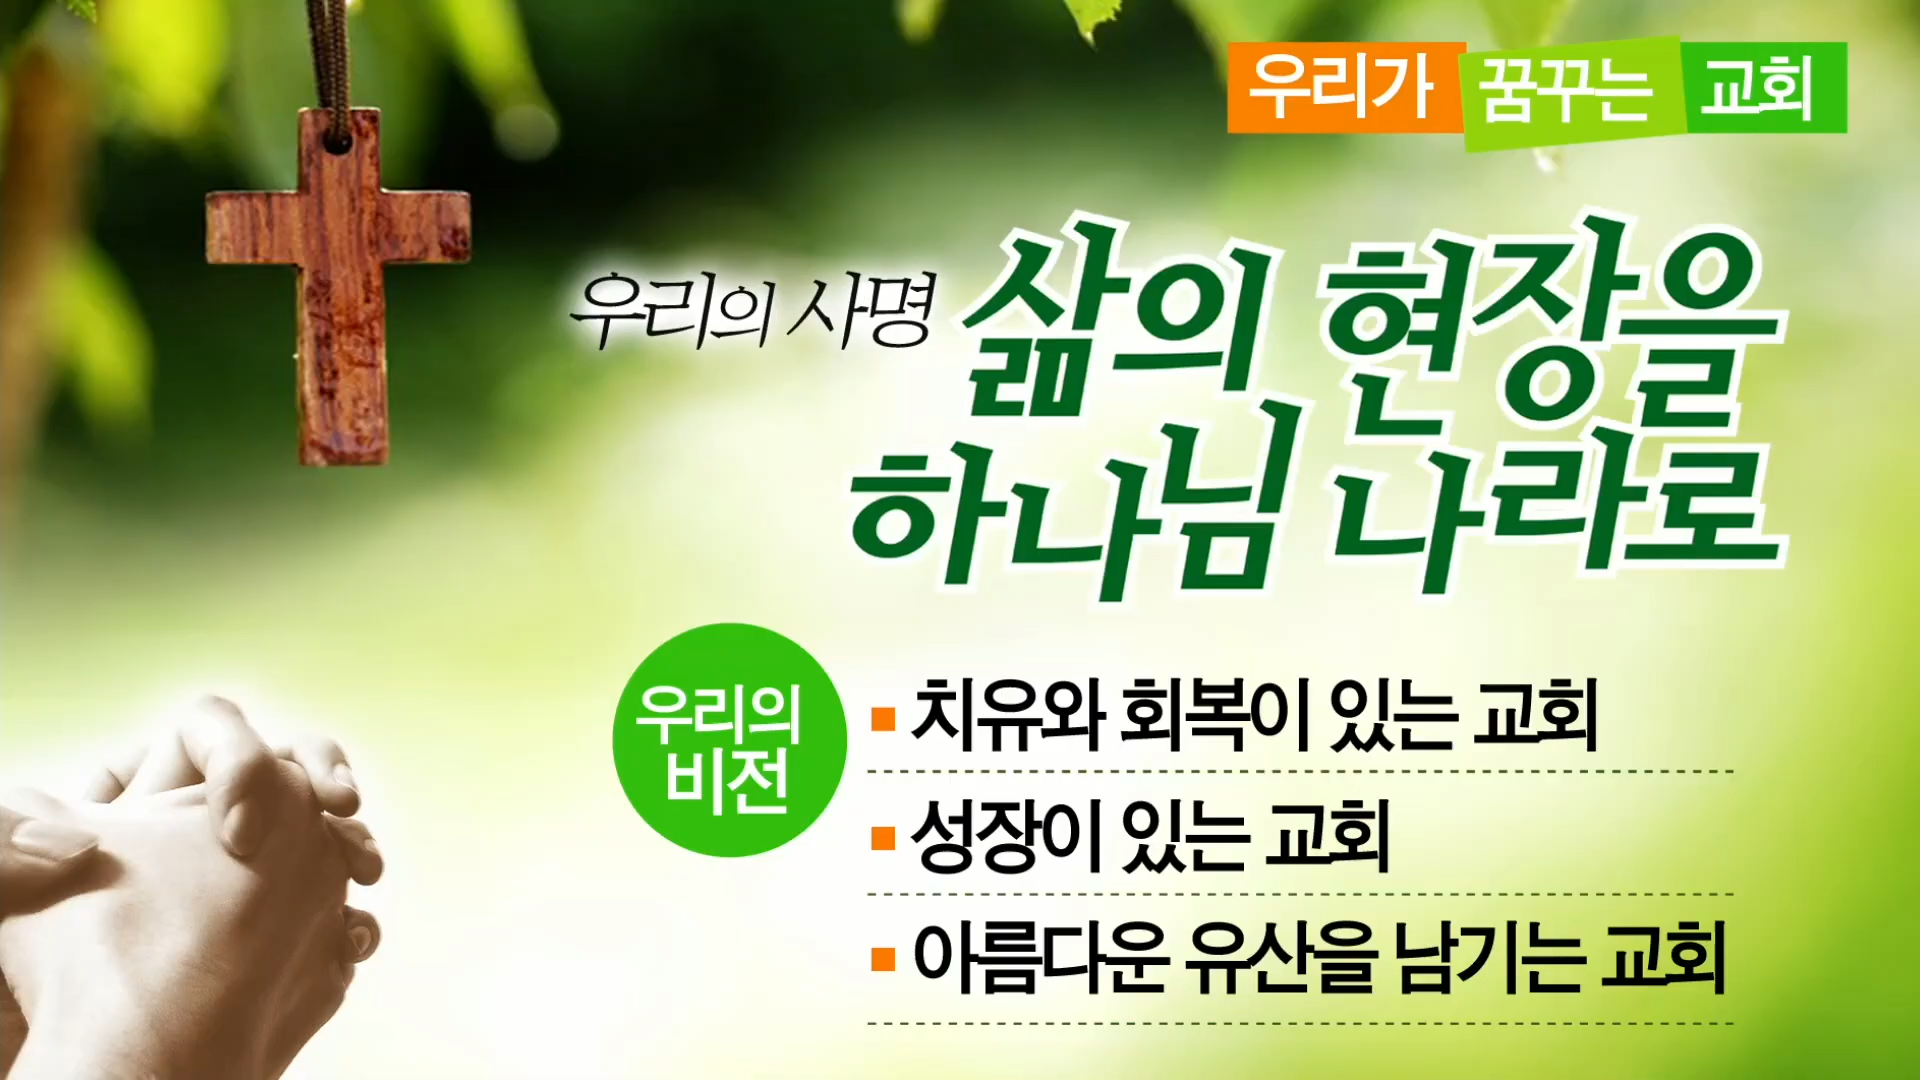 우리가 꿈꾸는 교회
우리의 사명
삶의 현장을
하나님 나라로
우리의
비전
치유와 회복이 있는 교회
성장이 있는 교회
아름다운 유산을 남기는 교회